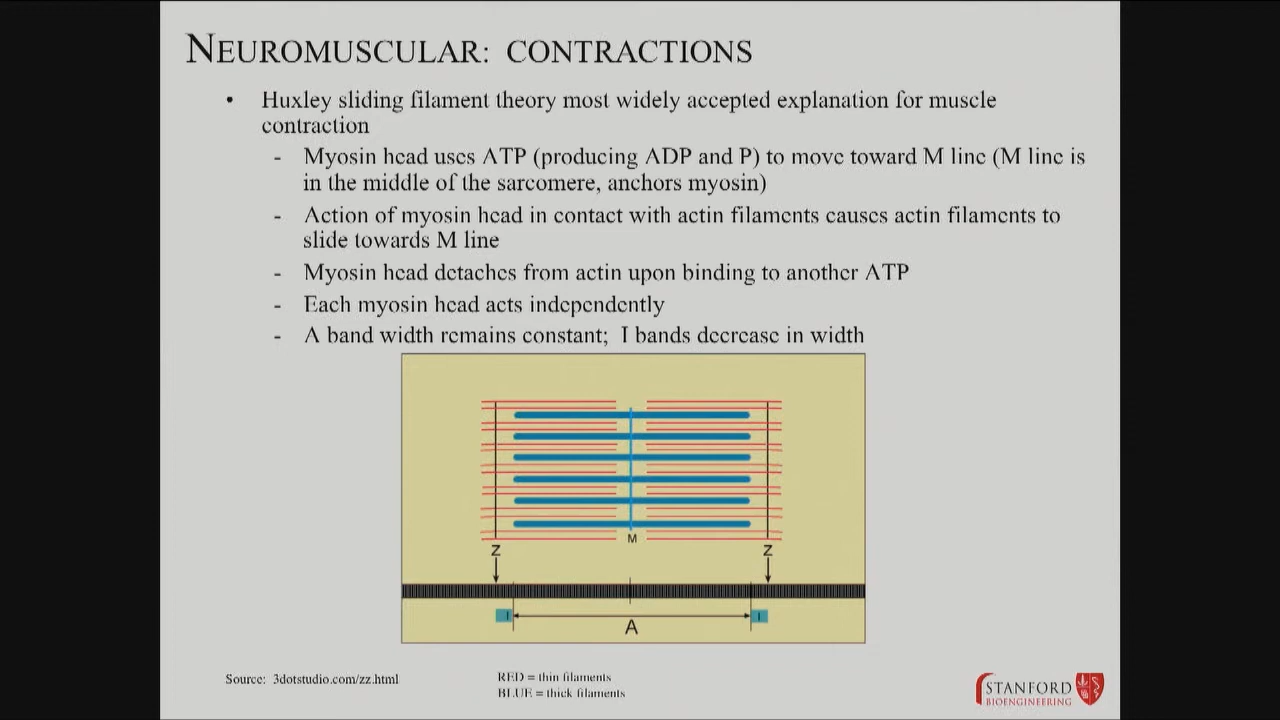 NEUROMUSCULAR: CONTRACTIONS
• Huxley sliding filament theory most widely accepted explanation for muscle
contraction
- Myosin head uses ATP (producing ADP and P) to move toward M line (M line is
in the middle of the sarcomere, anchors myosin)
- Action of myosin head in contact with actin filaments causes actin filaments to
slide towards M line
- Myosin head detaches from actin upon binding to another ATP
- Each myosin head acts independently
- A band width remains constant; I bands decrease in width
M
Z Z
I I
A
Source: 3dotstudio.com/zz.html
RED = thin filaments
BLUE = thick filaments
STANFORD
BIOENGINEERING